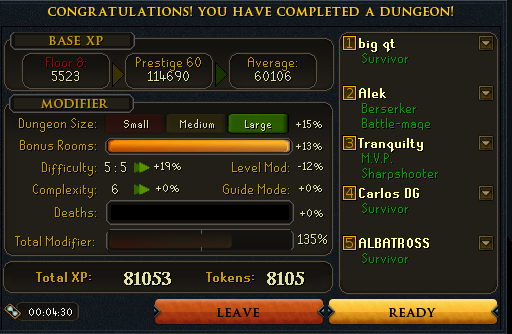 CONGRATULATIONS! YOU HAVE COMPLETED A DUNGEON!
BASE XP
Floor 8: Prestige 60 Average:
5523 114690 60106
MODIFIER
Dungeon Size: Small Medium Large +15%
Bonus Rooms: +13%
Difficulty: 5 : 5 +19% Level Mod: -12%
Complexity: 6 +0% Guide Mode: +0%
Deaths: +0%
Total Modifier: 135%
Total XP: 81053 Tokens: 8105
00:04:30
1 big qt
Survivor
2 Alek
Berserker
Battle-mage
3 Tranquilty
M.V.P.
Sharpshooter
4 Carlos DG
Survivor
5 ALBATROSS
Survivor
LEAVE READY